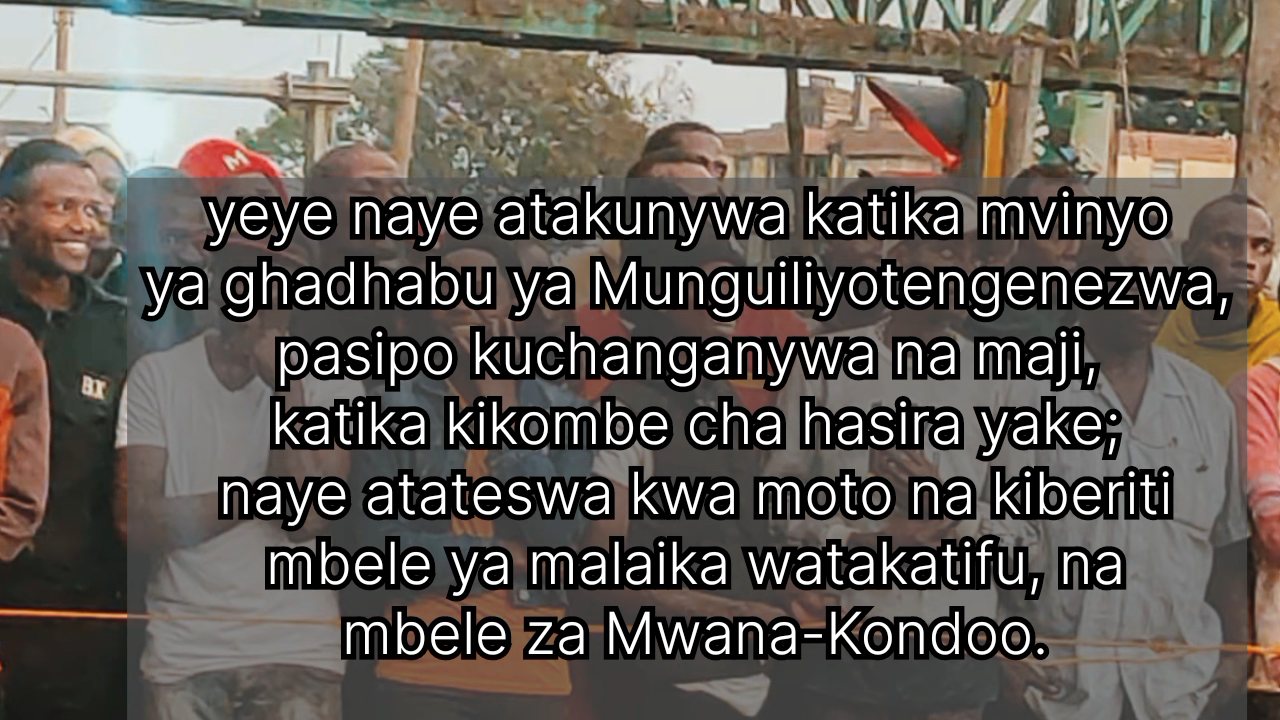 yeye naye atakunywa katika mvinyo
ya ghadhabu ya Munguiliyotengenezwa,
pasipo kuchanganywa na maji,
katika kikombe cha hasira yake;
naye atateswa kwa moto na kiberiti
mbele ya malaika watakatifu, na
mbele za Mwana-Kondoo.
M